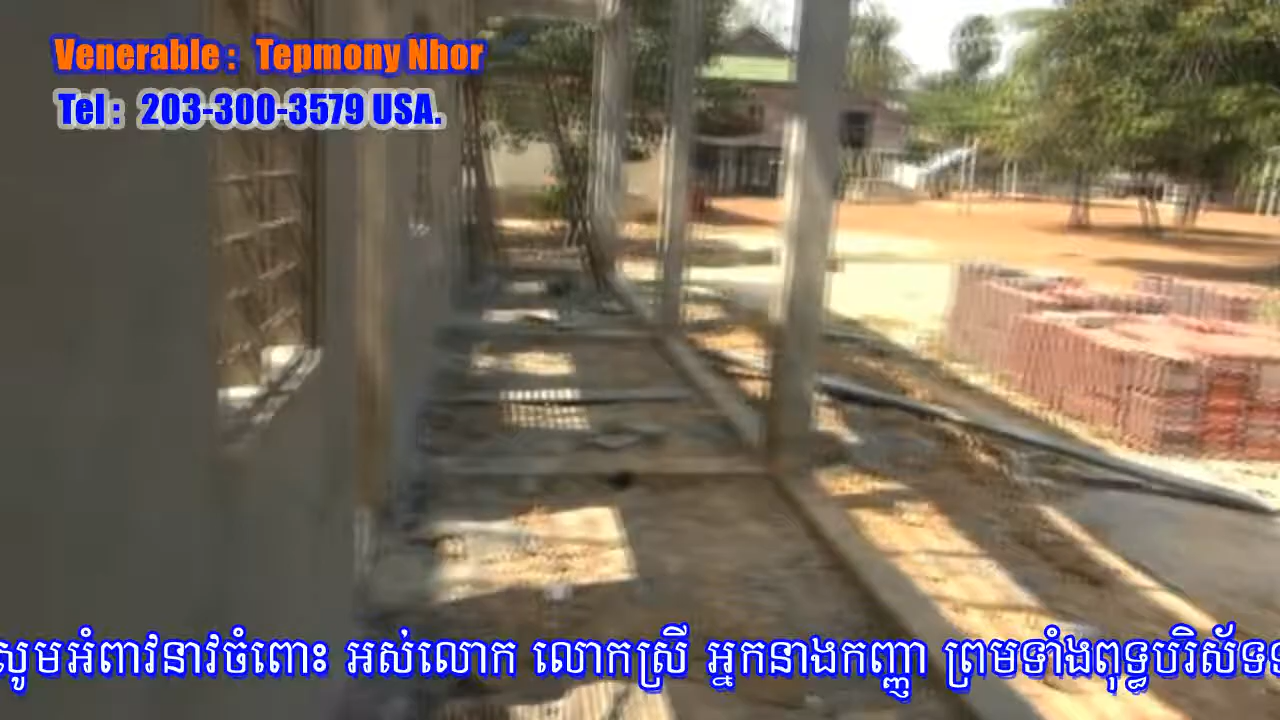 Venerable : Tepmony Nhor
Tel : 203-300-3579 USA.
សូមអំពាវនាវចំពោះ អស់លោក លោកស្រី អ្នកនាងកញ្ញា ព្រមទាំងពុទ្ធបរិស័ទ